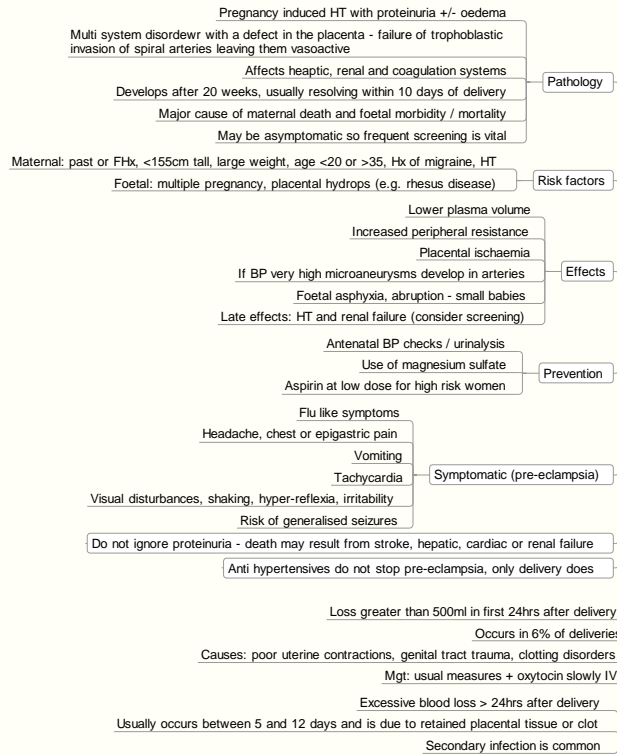 Pregnancy induced HT with proteinuria +/- oedema
Multi system disordewr with a defect in the placenta - failure of trophoblastic
invasion of spiral arteries leaving them vasoactive
Affects heaptic, renal and coagulation systems
Develops after 20 weeks, usually resolving within 10 days of delivery
Major cause of maternal death and foetal morbidity / mortality
May be asymptomatic so frequent screening is vital
Pathology
Maternal: past or FHx, <155cm tall, large weight, age <20 or >35, Hx of migraine, HT
Foetal: multiple pregnancy, placental hydrops (e.g. rhesus disease)
Risk factors
Lower plasma volume
Increased peripheral resistance
Placental ischaemia
If BP very high microaneurysms develop in arteries
Foetal asphyxia, abruption - small babies
Late effects: HT and renal failure (consider screening)
Effects
Antenatal BP checks / urinalysis
Use of magnesium sulfate
Aspirin at low dose for high risk women
Prevention
Flu like symptoms
Headache, chest or epigastric pain
Vomiting
Tachycardia
Visual disturbances, shaking, hyper-reflexia, irritability
Risk of generalised seizures
Symptomatic (pre-eclampsia)
Do not ignore proteinuria - death may result from stroke, hepatic, cardiac or renal failure
Anti hypertensives do not stop pre-eclampsia, only delivery does
Loss greater than 500ml in first 24hrs after delivery
Occurs in 6% of deliveries
Causes: poor uterine contractions, genital tract trauma, clotting disorders
Mgt: usual measures + oxytocin slowly IV
Excessive blood loss > 24hrs after delivery
Usually occurs between 5 and 12 days and is due to retained placental tissue or clot
Secondary infection is common